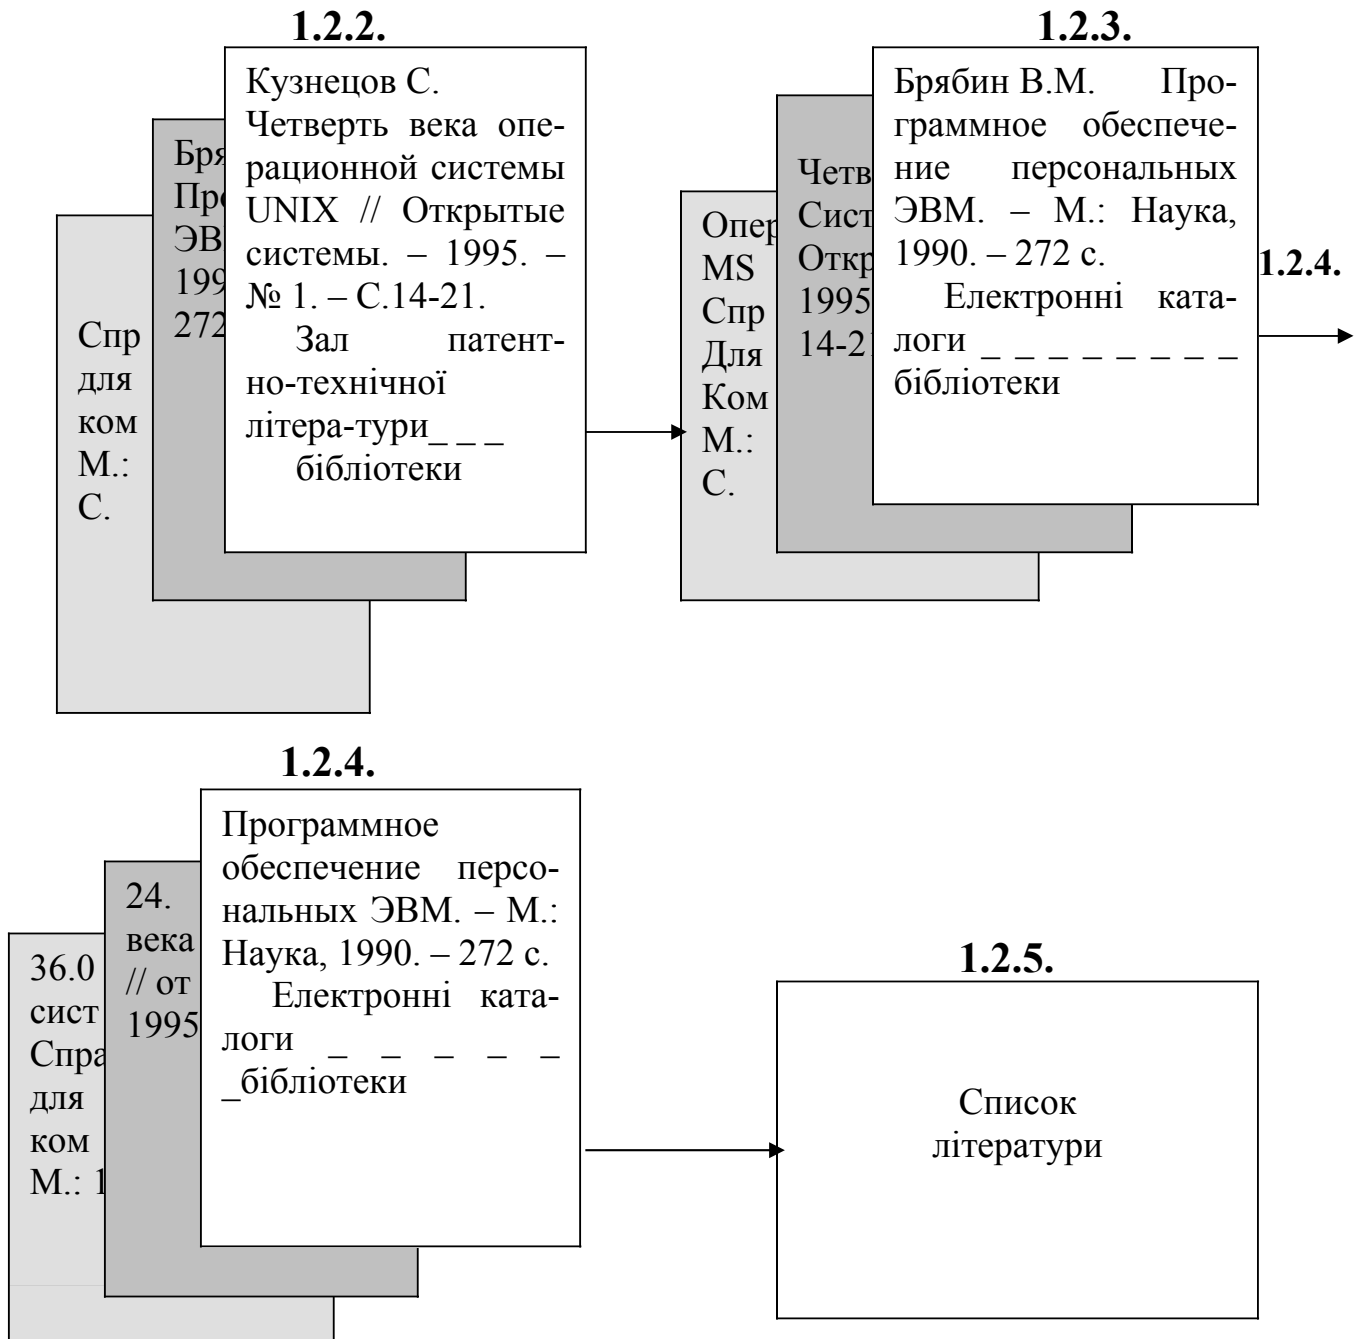 1.2.2.
Кузнецов С.
Четверть века опе-
рационной системы
UNIX // Открытые
системы. – 1995. –
№ 1. – С.14-21.
Зал патент-
но-технічної
літера-тури_ _ _
бібліотеки
Бря
Про
ЭВ
199
272
Спр
для
ком
М.:
С.
1.2.3.
Брябин В.М. Про-
граммное обеспече-
ние персональных
ЭВМ. – М.: Наука,
1990. – 272 с.
Електронні ката-
логи _ _ _ _ _ _ _ _
бібліотеки
Четв
Сист
Откр
1995
14-21
Опер
MS
Спр
Для
Ком
М.:
С.
1.2.4.
1.2.4.
Программное
обеспечение персо-
нальных ЭВМ. – М.:
Наука, 1990. – 272 с.
Електронні ката-
логи _ _ _ _ _
_бібліотеки
24.
века
// от
1995
36.0
сист
Спра
для
ком
М.: 1
1.2.5.
Список
літератури